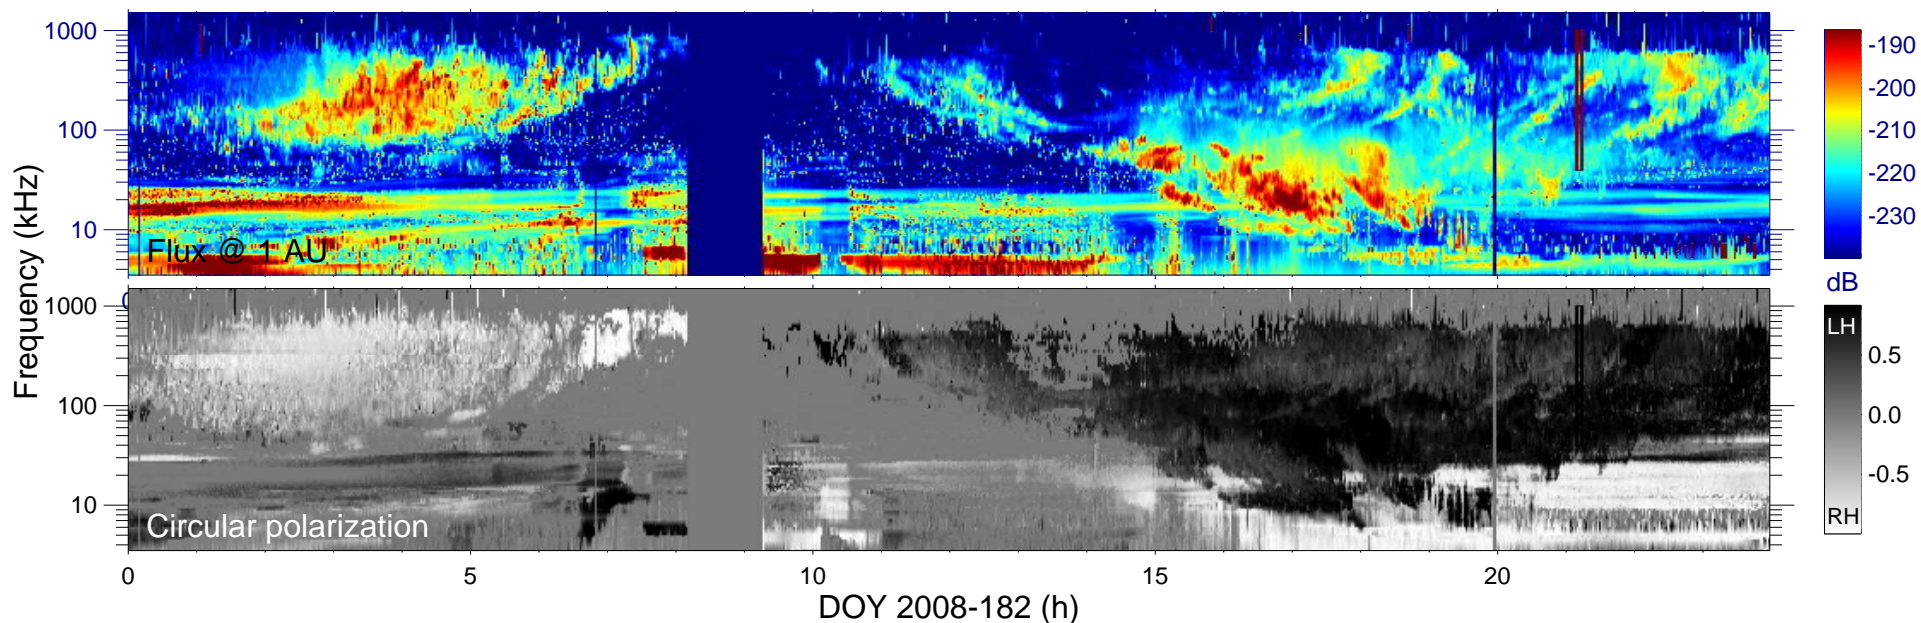 1000
100
10
Flux @ 1 AU
-190
-200
-210
-220
-230
dB
Frequency (kHz)
0
1000
100
10
Circular polarization
LH
0.5
0.0
-0.5
RH
0 5 10 15 20
DOY 2008-182 (h)